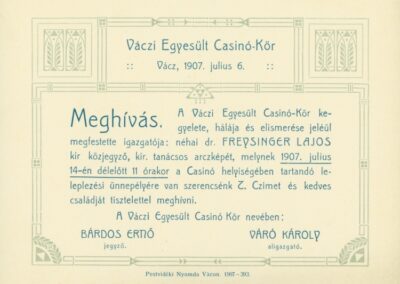 Váczi Egyesült Casinó-Kör
:: Vácz, 1907. julius 6. ::
Meghívás. A Váczi Egyesült Casinó-Kör ke-
gyelete, hálája és elismerése jeléül
megfestette igazgatója: néhai dr. FREYSINGER LAJOS
kir közjegyző, kir. tanácsos arczképét, melynek 1907. julius
14-én délelőtt 11 órakor a Casinó helyiségében tartandó le-
leplezési ünnepélyére van szerencsénk T. Czimet és kedves
családját tisztelettel meghívni.
A Váczi Egyesült Casinó Kör nevében:
BÁRDOS ERNŐ VÁRÓ KÁROLY
jegyző. aligazgató.
Pestvidéki Nyomda Vácon. 1907—393.